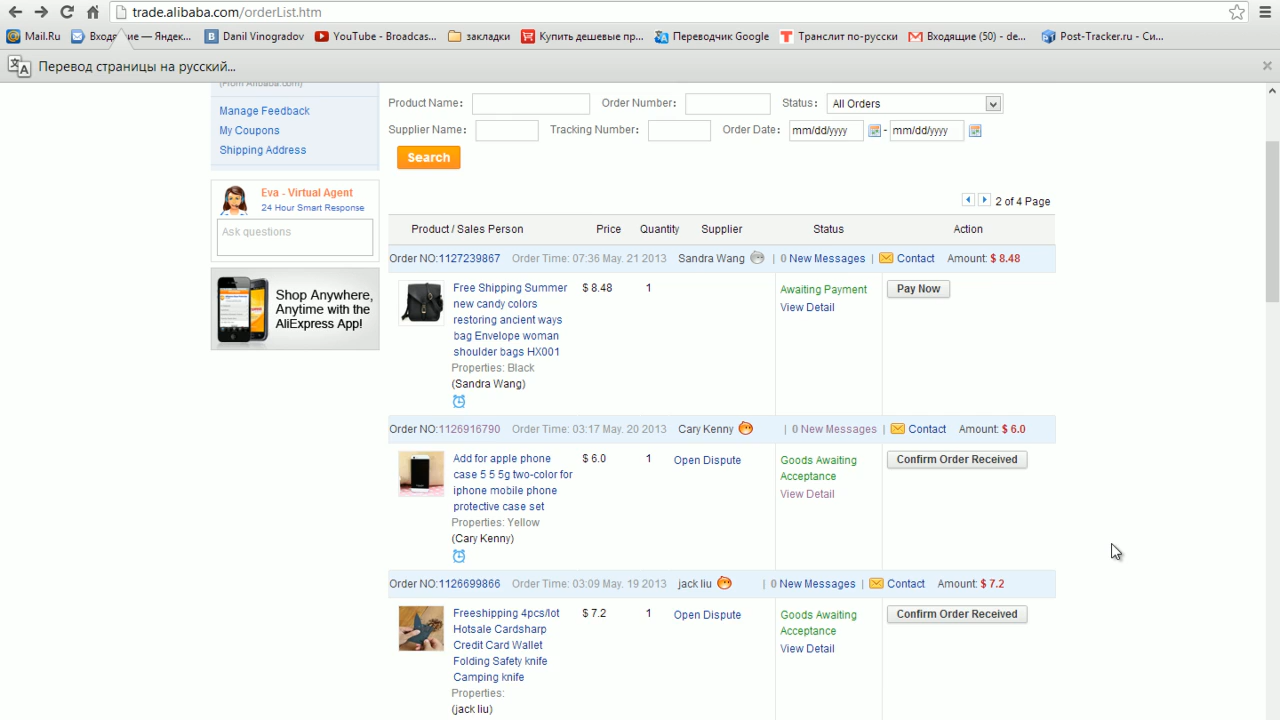 trade.alibaba.com/orderList.htm
Mail.Ru
Входящие — Яндек...
Danil Vinogradov
YouTube - Broadcas...
закладки
Купить дешевые пр...
Переводчик Google
Транслит по-русски
Входящие (50) - de...
Post-Tracker.ru - Си...
Перевод страницы на русский...
(From Alibaba.com)
Manage Feedback
My Coupons
Shipping Address
Eva - Virtual Agent
24 Hour Smart Response
Ask questions
Shop Anywhere,
Anytime with the
AliExpress App!
Product Name: Order Number: Status: All Orders
Supplier Name: Tracking Number: Order Date: mm/dd/yyyy - mm/dd/yyyy
Search
2 of 4 Page
Product / Sales Person Price Quantity Supplier Status Action
Order NO:1127239867 Order Time: 07:36 May. 21 2013 Sandra Wang | 0 New Messages | Contact Amount: $ 8.48
Free Shipping Summer $ 8.48 1 Awaiting Payment Pay Now
new candy colors View Detail
restoring ancient ways
bag Envelope woman
shoulder bags HX001
Properties: Black
(Sandra Wang)
Order NO:1126916790 Order Time: 03:17 May. 20 2013 Cary Kenny | 0 New Messages | Contact Amount: $ 6.0
Add for apple phone $ 6.0 1 Open Dispute Goods Awaiting Confirm Order Received
case 5 5 5g two-color for Acceptance
iphone mobile phone View Detail
protective case set
Properties: Yellow
(Cary Kenny)
Order NO:1126699866 Order Time: 03:09 May. 19 2013 jack liu | 0 New Messages | Contact Amount: $ 7.2
Freeshipping 4pcs/lot $ 7.2 1 Open Dispute Goods Awaiting Confirm Order Received
Hotsale Cardsharp Acceptance
Credit Card Wallet View Detail
Folding Safety knife
Camping knife
Properties:
(jack liu)